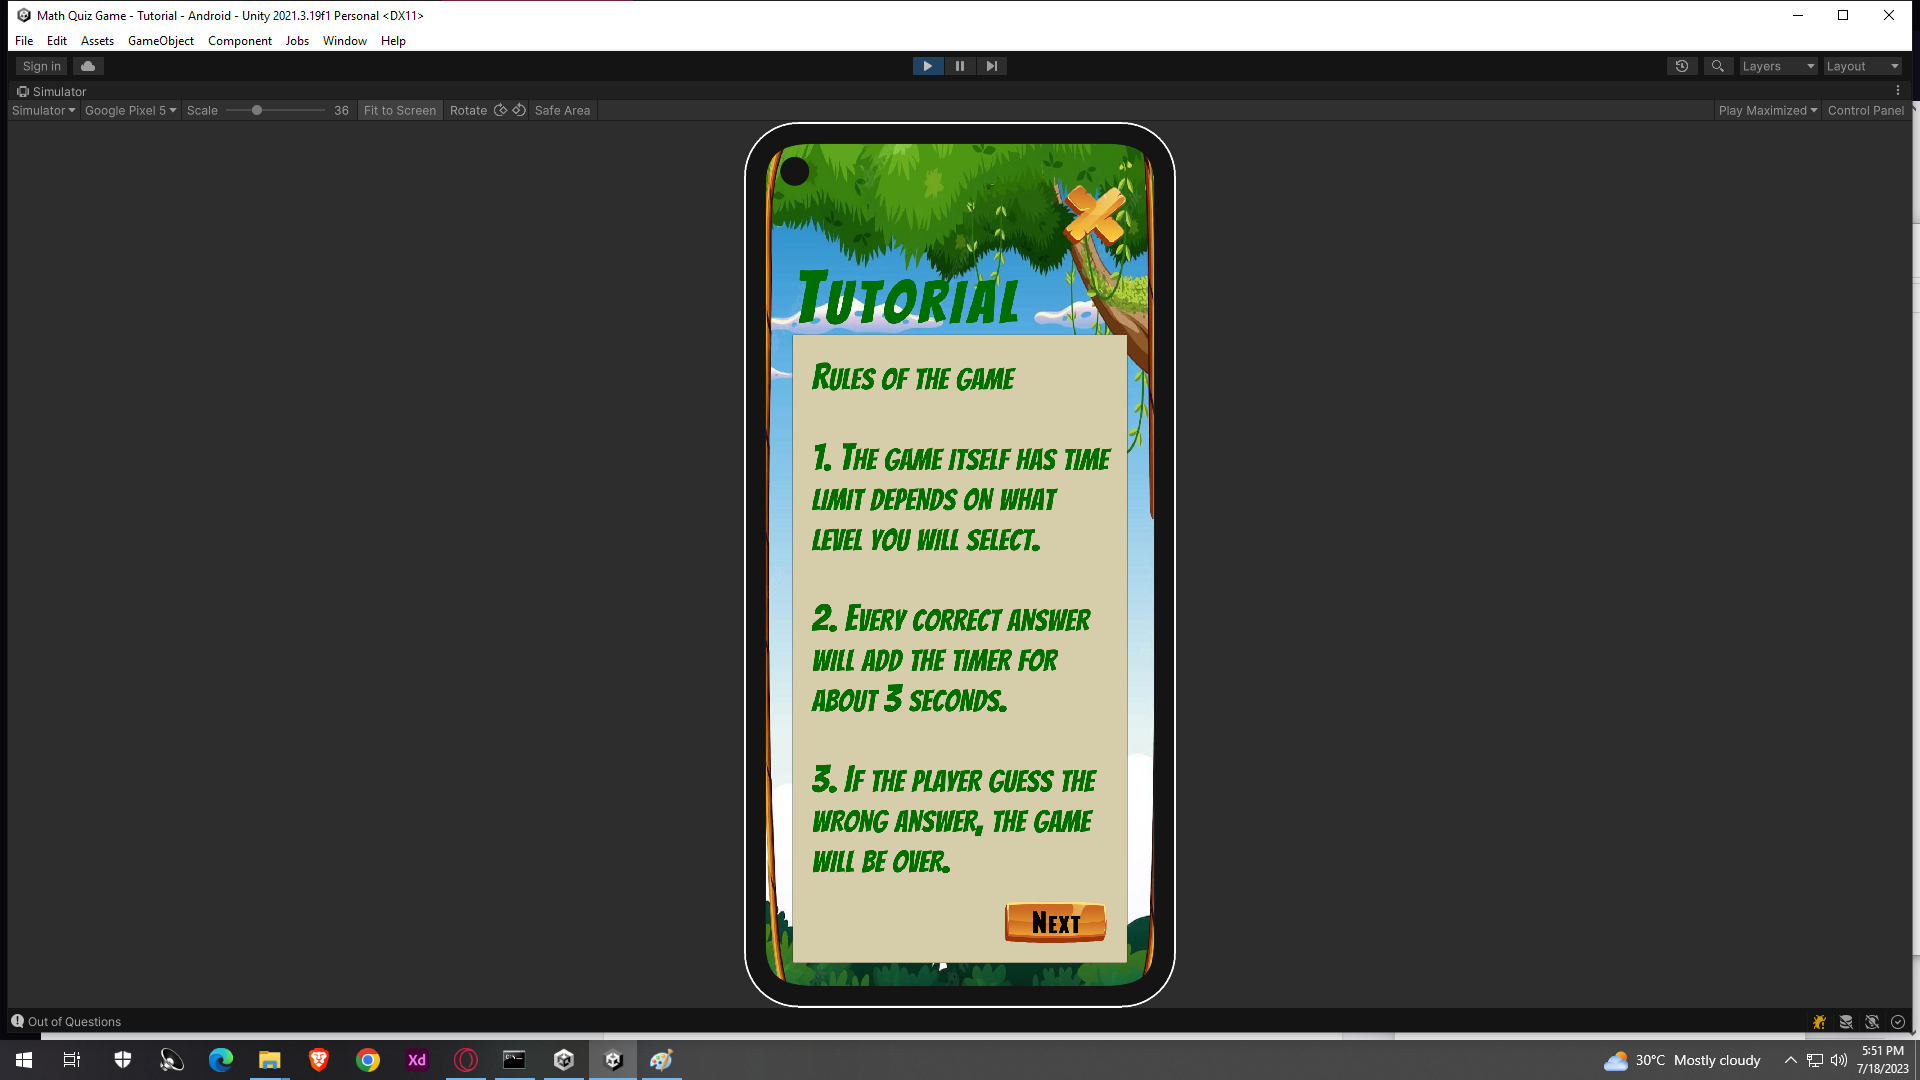 Math Quiz Game - Tutorial - Android - Unity 2021.3.19f1 Personal <DX11>
File Edit Assets GameObject Component Jobs Window Help
Sign in
Layers Layout
Simulator
Simulator Google Pixel 5 Scale 36 Fit to Screen Rotate Safe Area Play Maximized Control Panel
Tutorial
Rules of the game
1. The game itself has time
limit depends on what
level you will select.
2. Every correct answer
will add the timer for
about 3 seconds.
3. If the player guess the
wrong answer, the game
will be over.
Next
Out of Questions
Xd
30°C Mostly cloudy
5:51 PM
7/18/2023